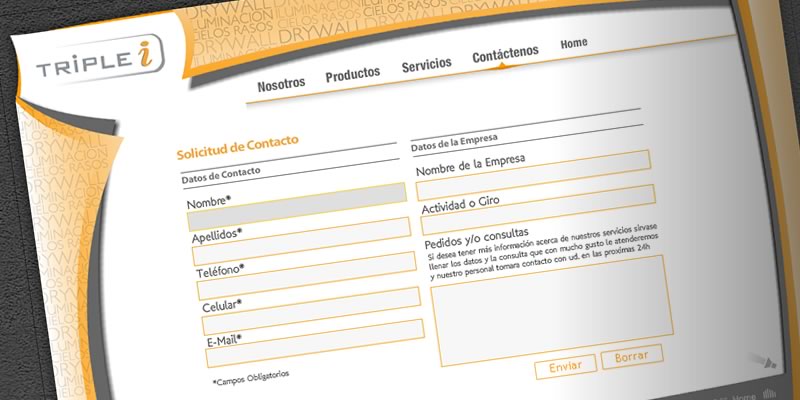 DRYWALL
ILUMINACION
CIELOS RASOS
DRYWALL
TRiPLE i
Nosotros
Productos
Servicios
Contáctenos
Home
Solicitud de Contacto
Datos de Contacto
Nombre*
Apellidos*
Teléfono*
Celular*
E-Mail*
*Campos Obligatorios
Datos de la Empresa
Nombre de la Empresa
Actividad o Giro
Pedidos y/o consultas
Si desea tener más información acerca de nuestros servicios sírvase
llenar los datos y la consulta que con mucho gusto le atenderemos
y nuestro personal tomara contacto con ud. en las proximas 24h
Enviar
Borrar
Home